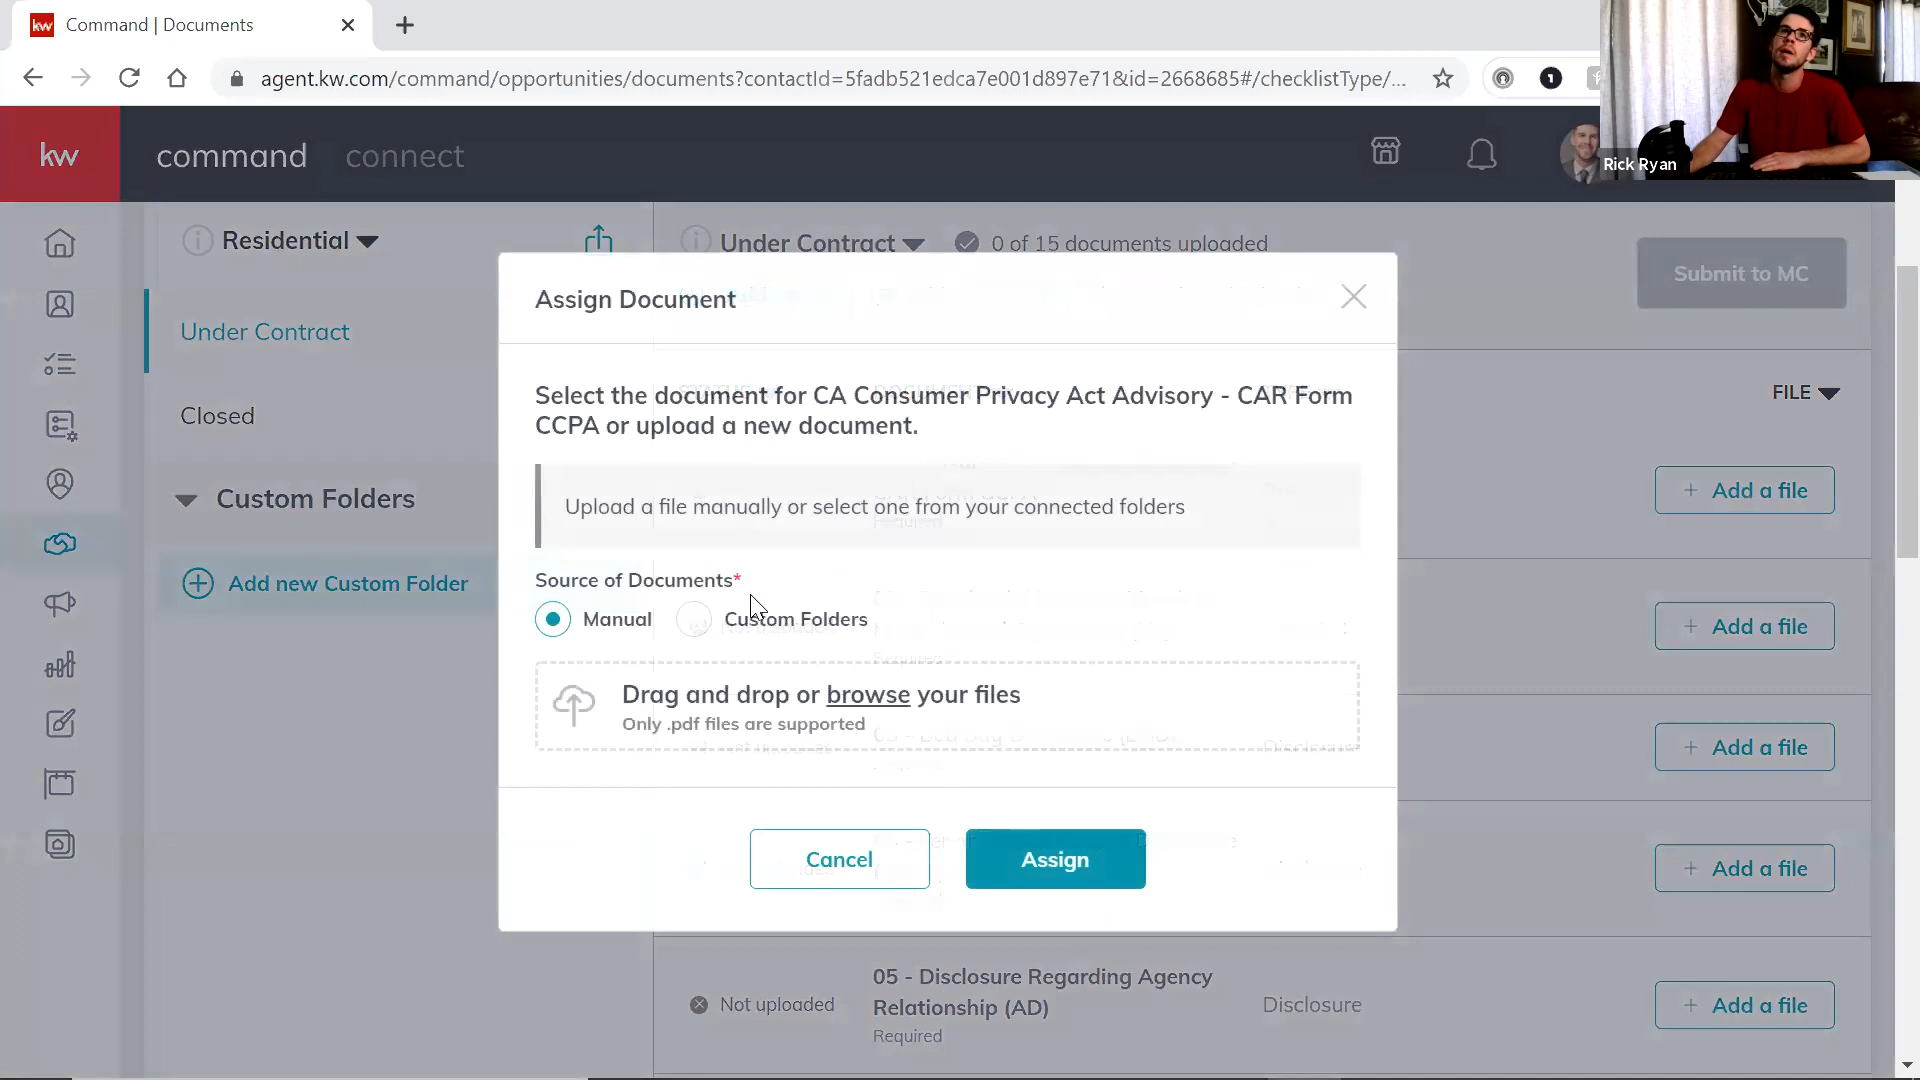 kw Command | Documents
agent.kw.com/command/opportunities/documents?contactId=5fadb521edca7e001d897e71&id=2668685#/checklistType/...
Rick Ryan
kw command connect
Residential
Under Contract
Closed
Custom Folders
Add new Custom Folder
Under Contract 0 of 15 documents uploaded
Submit to MC
FILE
Assign Document
Select the document for CA Consumer Privacy Act Advisory - CAR Form
CCPA or upload a new document.
Upload a file manually or select one from your connected folders
Source of Documents*
Manual Custom Folders
Drag and drop or browse your files
Only .pdf files are supported
Cancel Assign
+ Add a file
+ Add a file
+ Add a file
+ Add a file
Not uploaded
05 - Disclosure Regarding Agency
Relationship (AD)
Required
Disclosure
+ Add a file